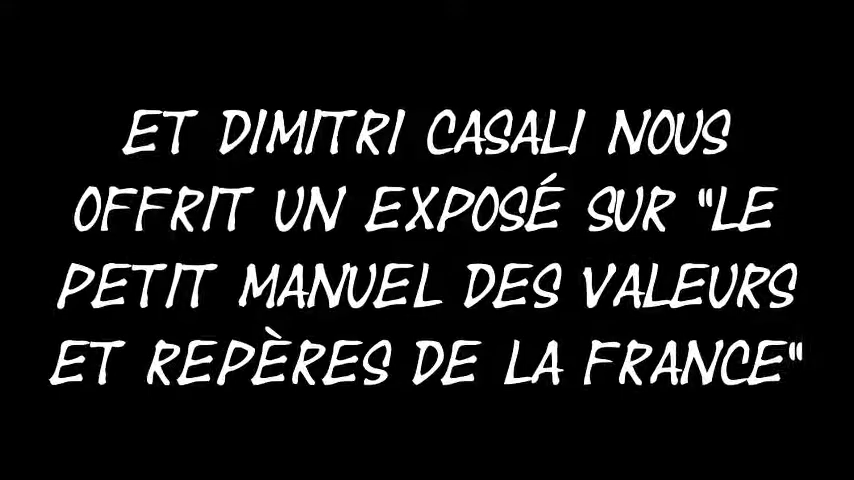 ET DIMITRI CASALI NOUS
OFFRIT UN EXPOSÉ SUR "LE
PETIT MANUEL DES VALEURS
ET REPÈRES DE LA FRANCE"